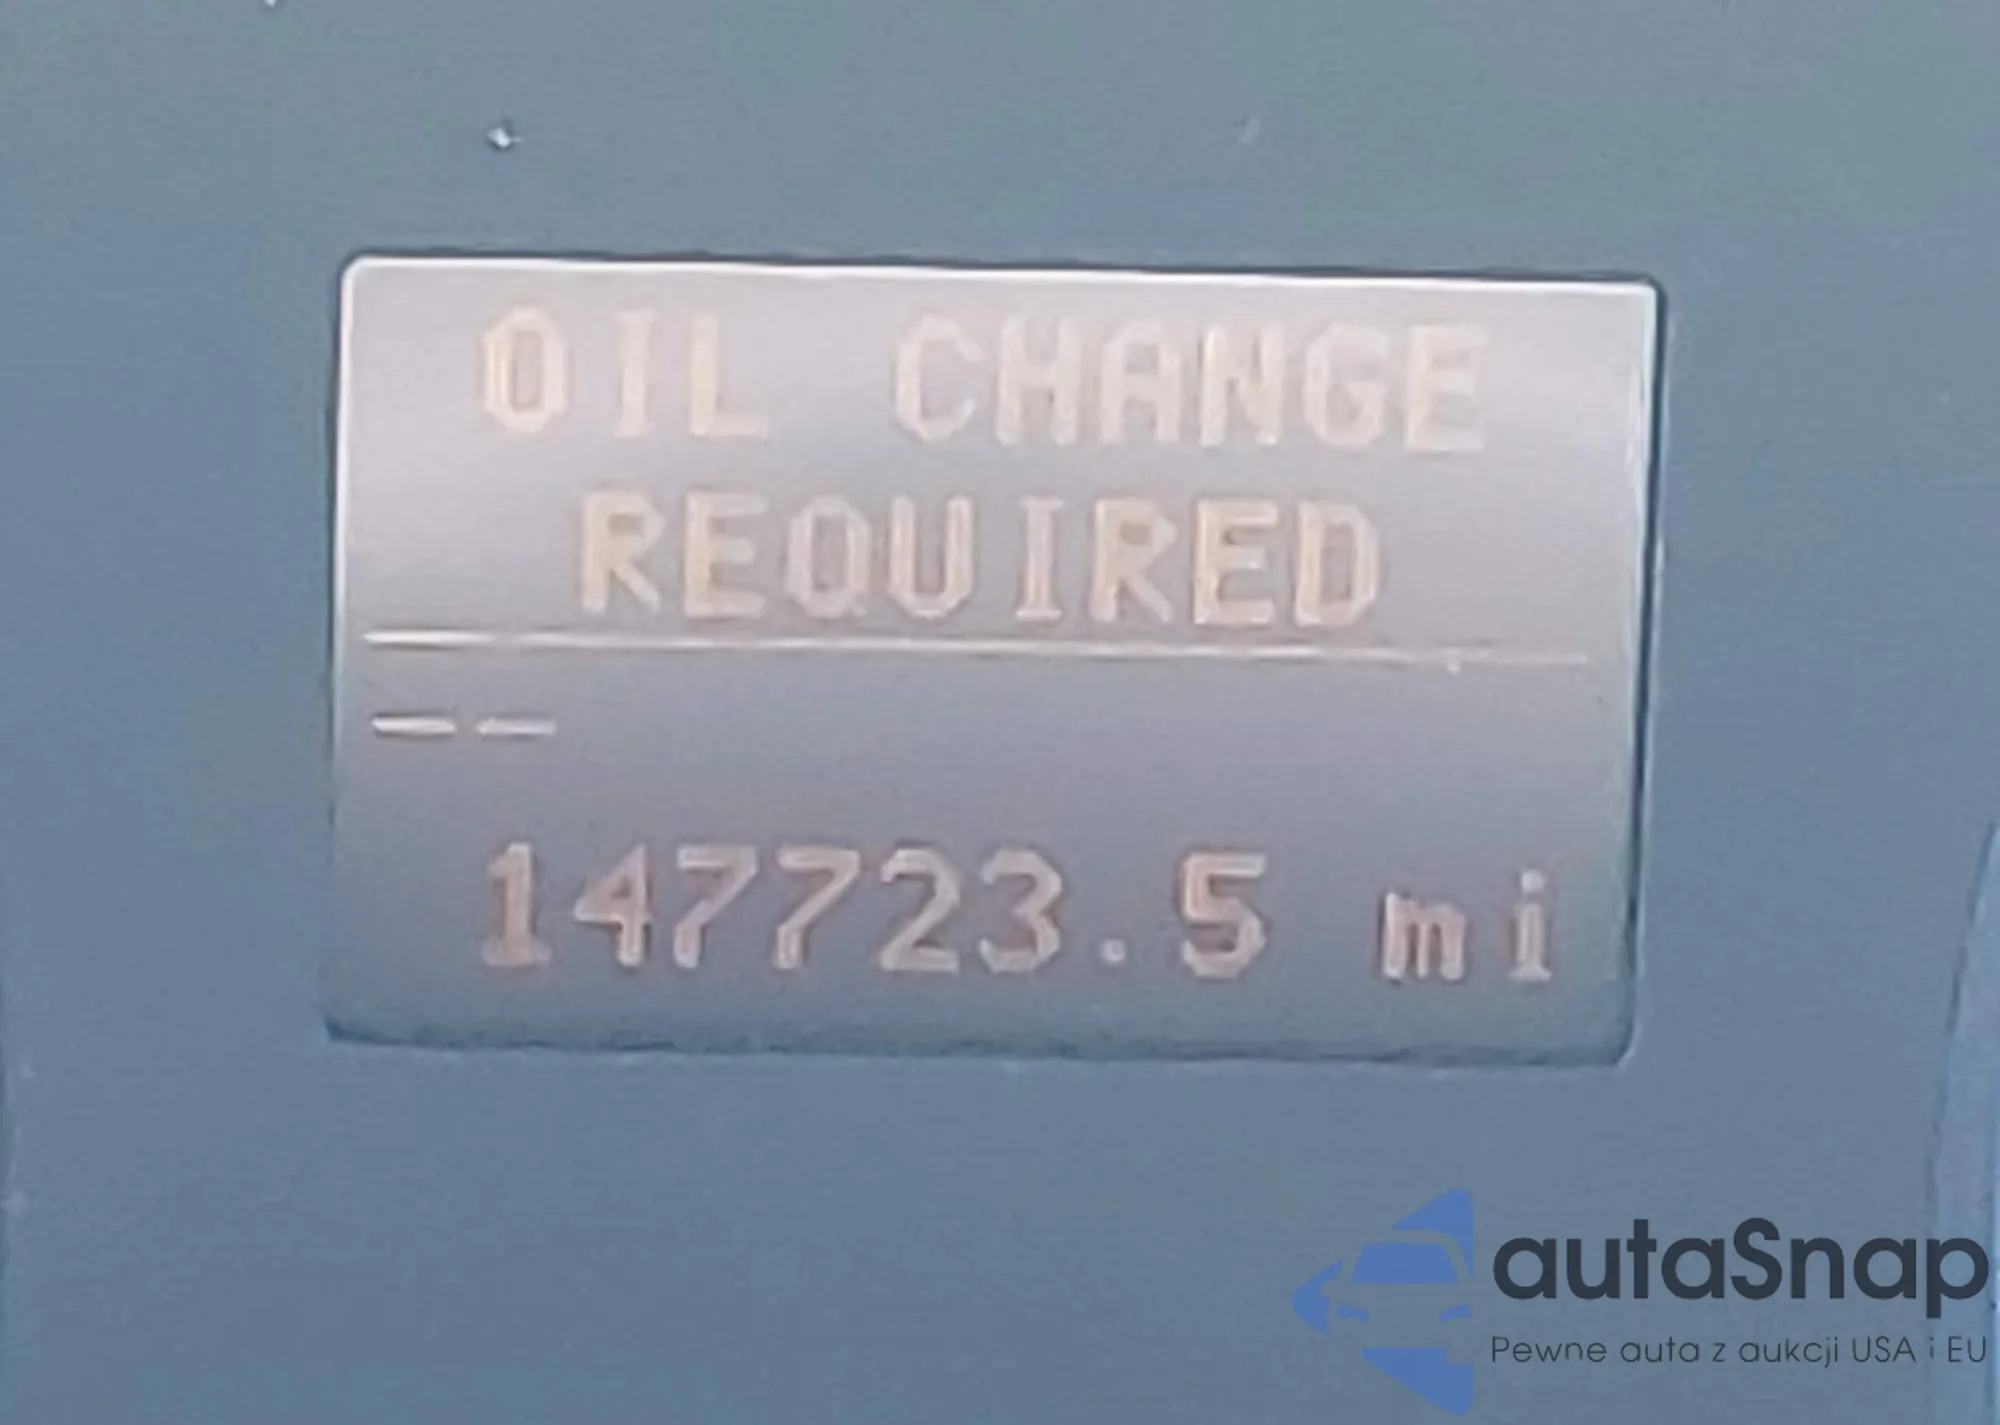 OIL CHANGE
REQUIRED
--
147723.5 mi
autaSnap
Pewne auta z aukcji USA i EU